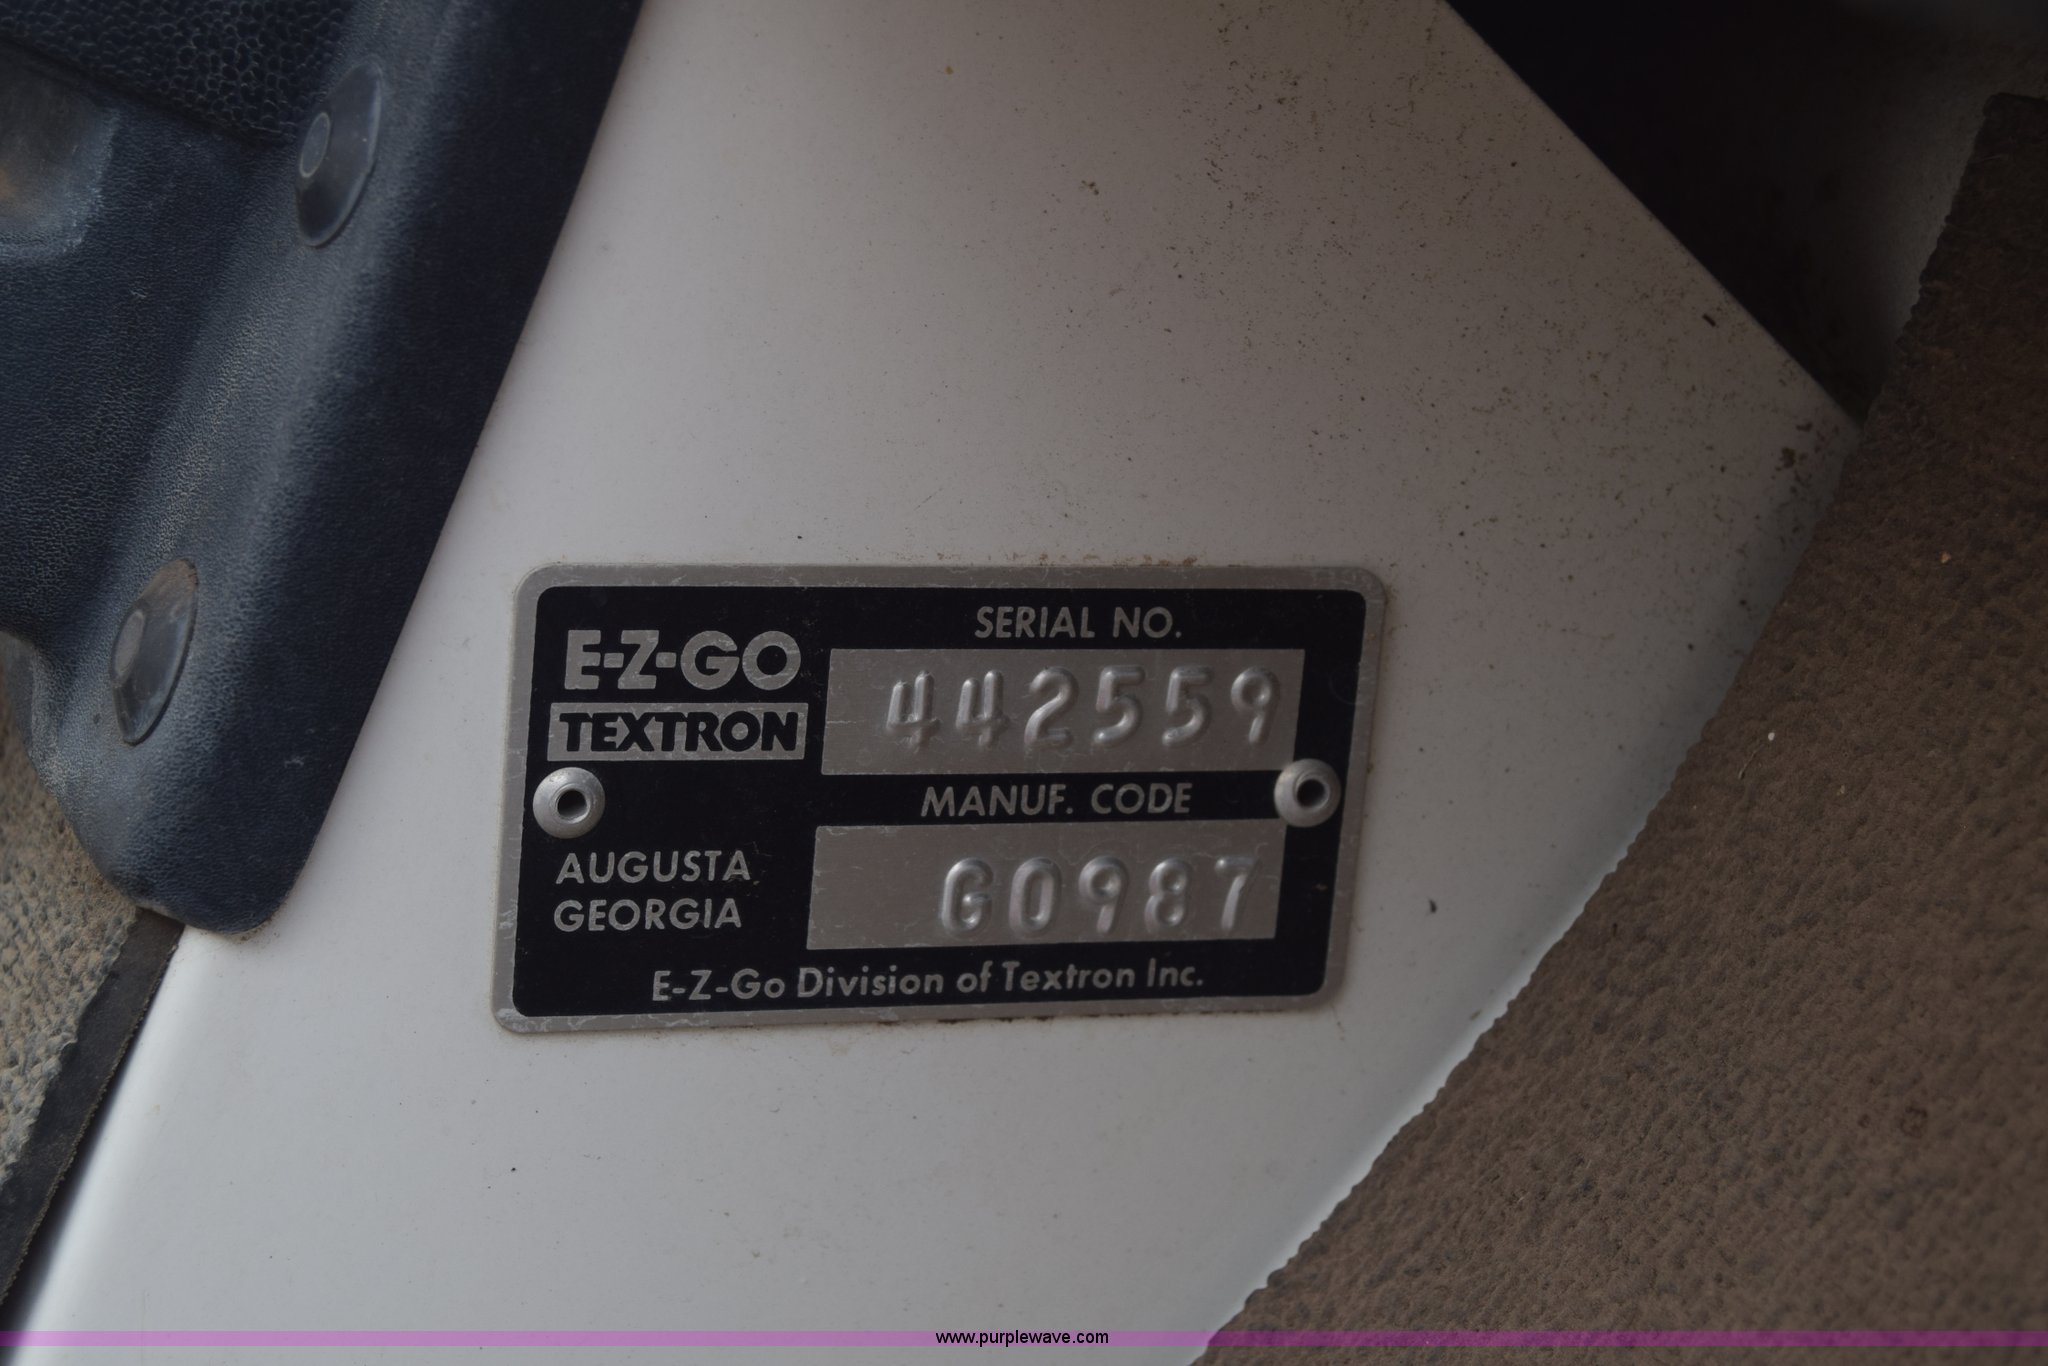 E-Z-GO
TEXTRON
SERIAL NO.
442559
MANUF. CODE
G0987
AUGUSTA
GEORGIA
E-Z-Go Division of Textron Inc.
www.purplewave.com